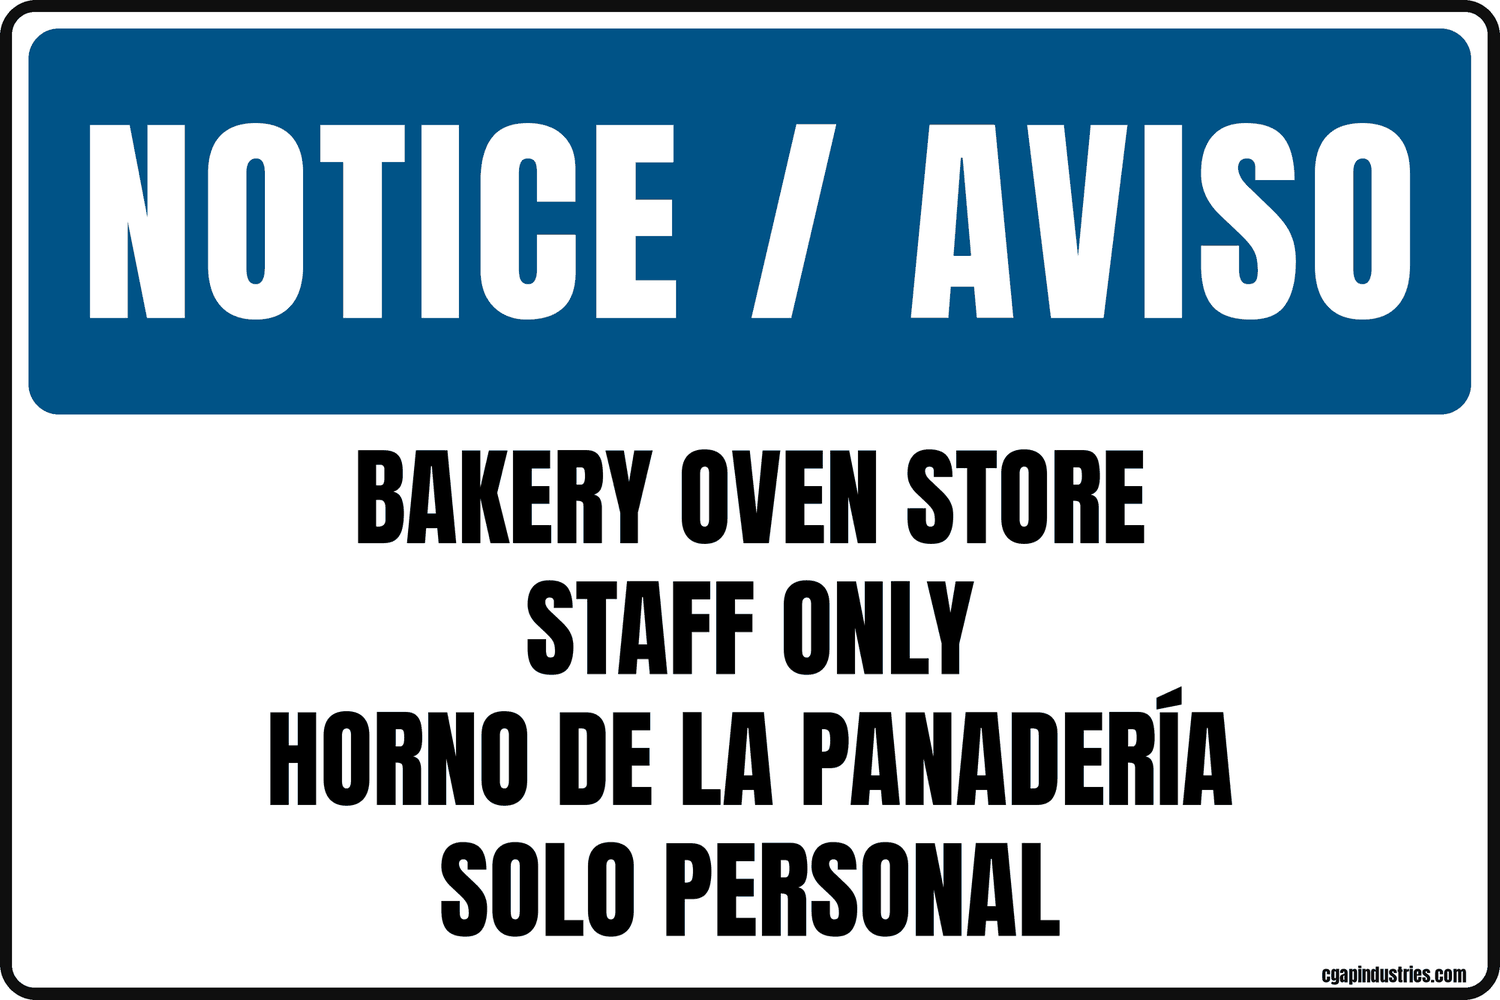 NOTICE / AVISO
BAKERY OVEN STORE
STAFF ONLY
HORNO DE LA PANADERÍA
SOLO PERSONAL
cgapindustries.com